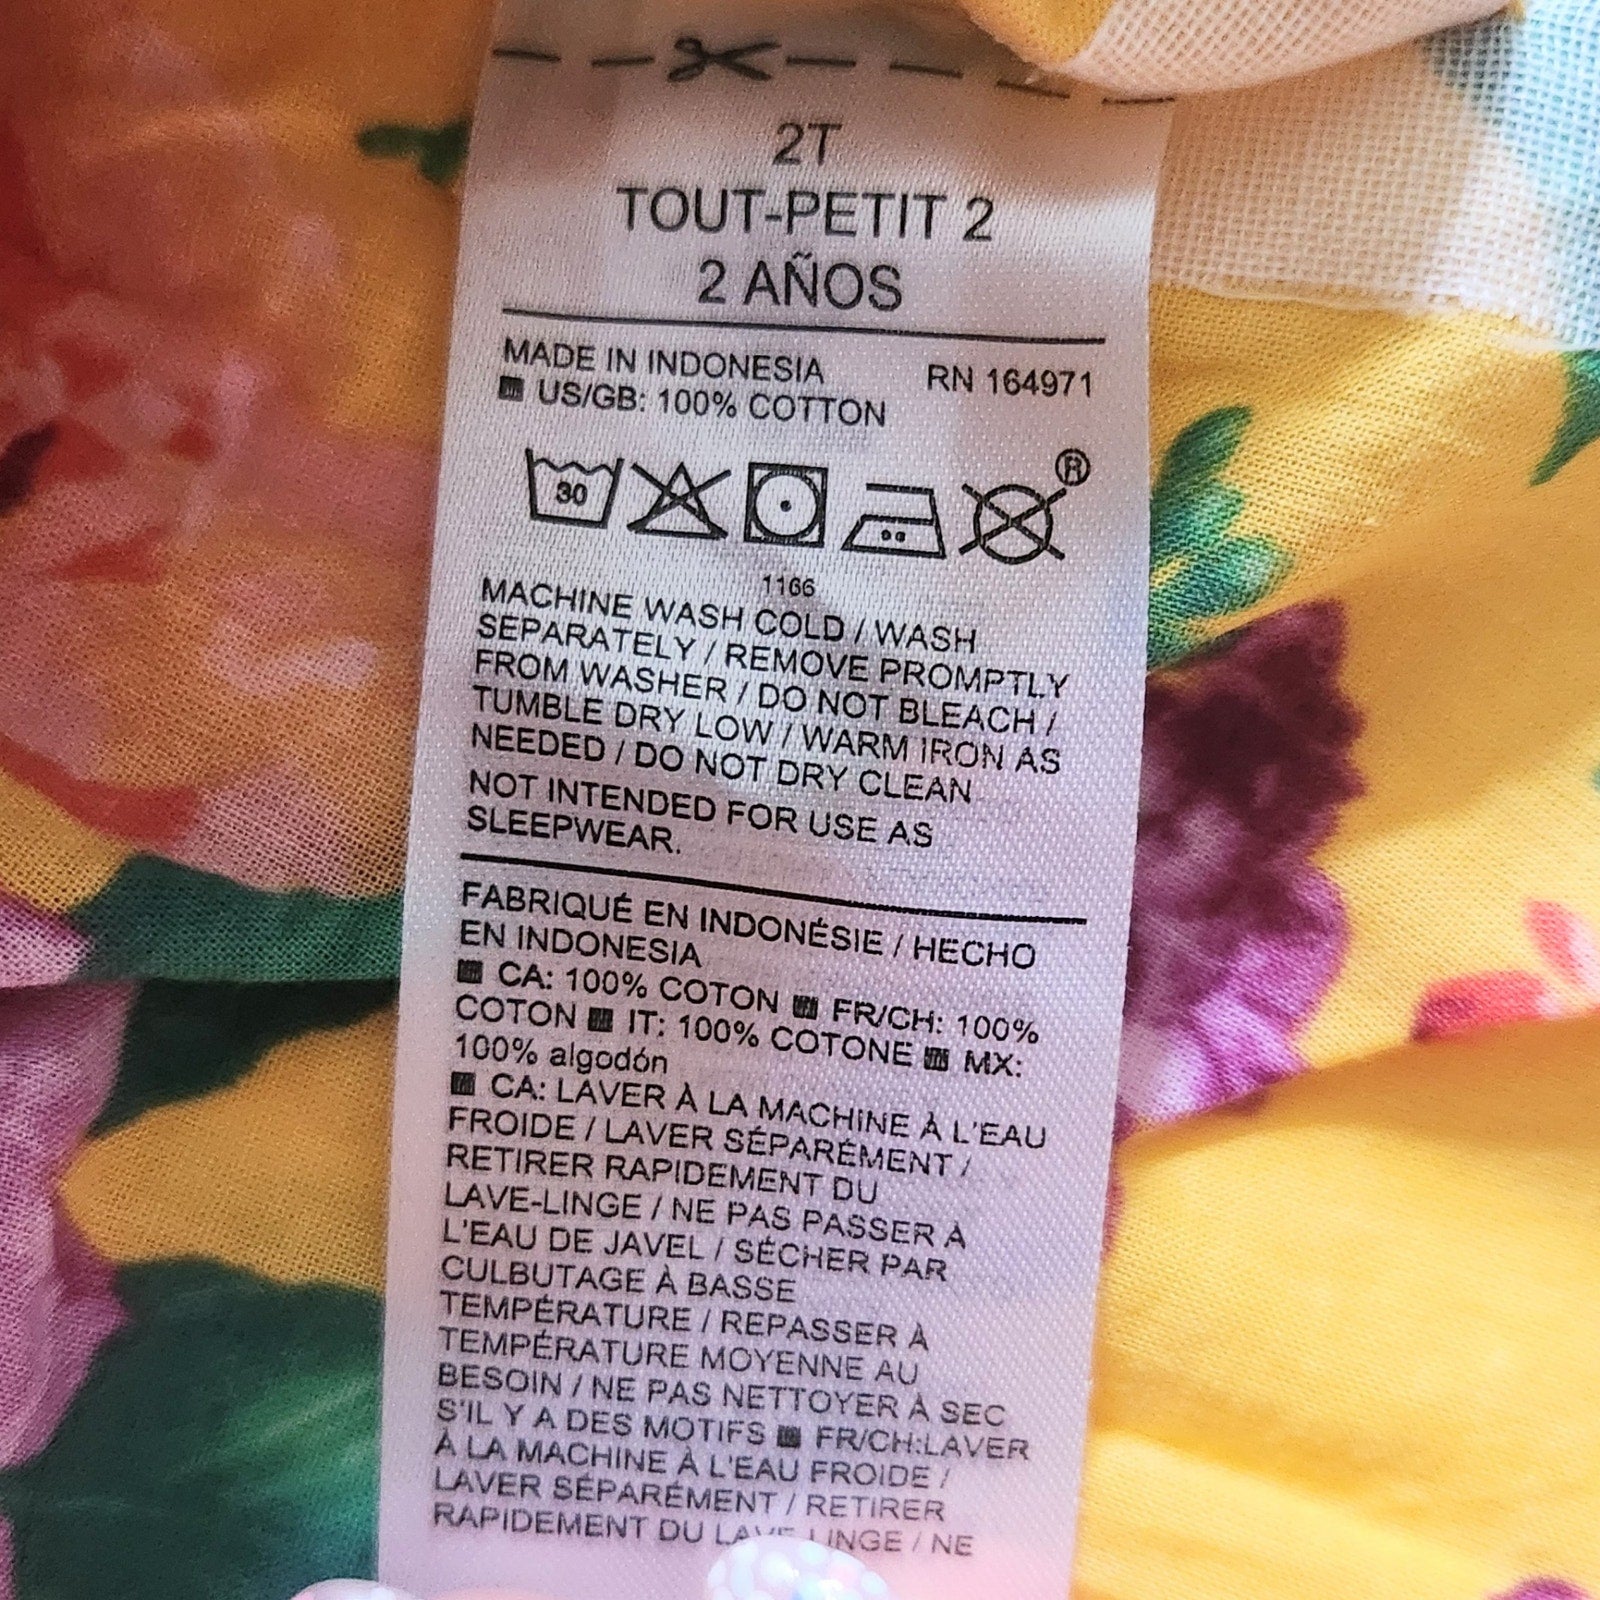 2T
TOUT-PETIT 2
2 AÑOS
MADE IN INDONESIA RN 164971
US/GB: 100% COTTON
30 ®
1166
MACHINE WASH COLD / WASH
SEPARATELY / REMOVE PROMPTLY
FROM WASHER / DO NOT BLEACH /
TUMBLE DRY LOW / WARM IRON AS
NEEDED / DO NOT DRY CLEAN
NOT INTENDED FOR USE AS
SLEEPWEAR.
FABRIQUÉ EN INDONÉSIE / HECHO
EN INDONESIA
CA: 100% COTON FR/CH: 100%
COTON IT: 100% COTONE MX:
100% algodón
CA: LAVER À LA MACHINE À L'EAU
FROIDE / LAVER SÉPARÉMENT /
RETIRER RAPIDEMENT DU
LAVE-LINGE / NE PAS PASSER À
L'EAU DE JAVEL / SÉCHER PAR
CULBUTAGE À BASSE
TEMPÉRATURE / REPASSER À
TEMPÉRATURE MOYENNE AU
BESOIN / NE PAS NETTOYER À SEC
S'IL Y A DES MOTIFS FR/CH:LAVER
À LA MACHINE À L'EAU FROIDE /
LAVER SÉPARÉMENT / RETIRER
RAPIDEMENT DU LAVE-LINGE / NE